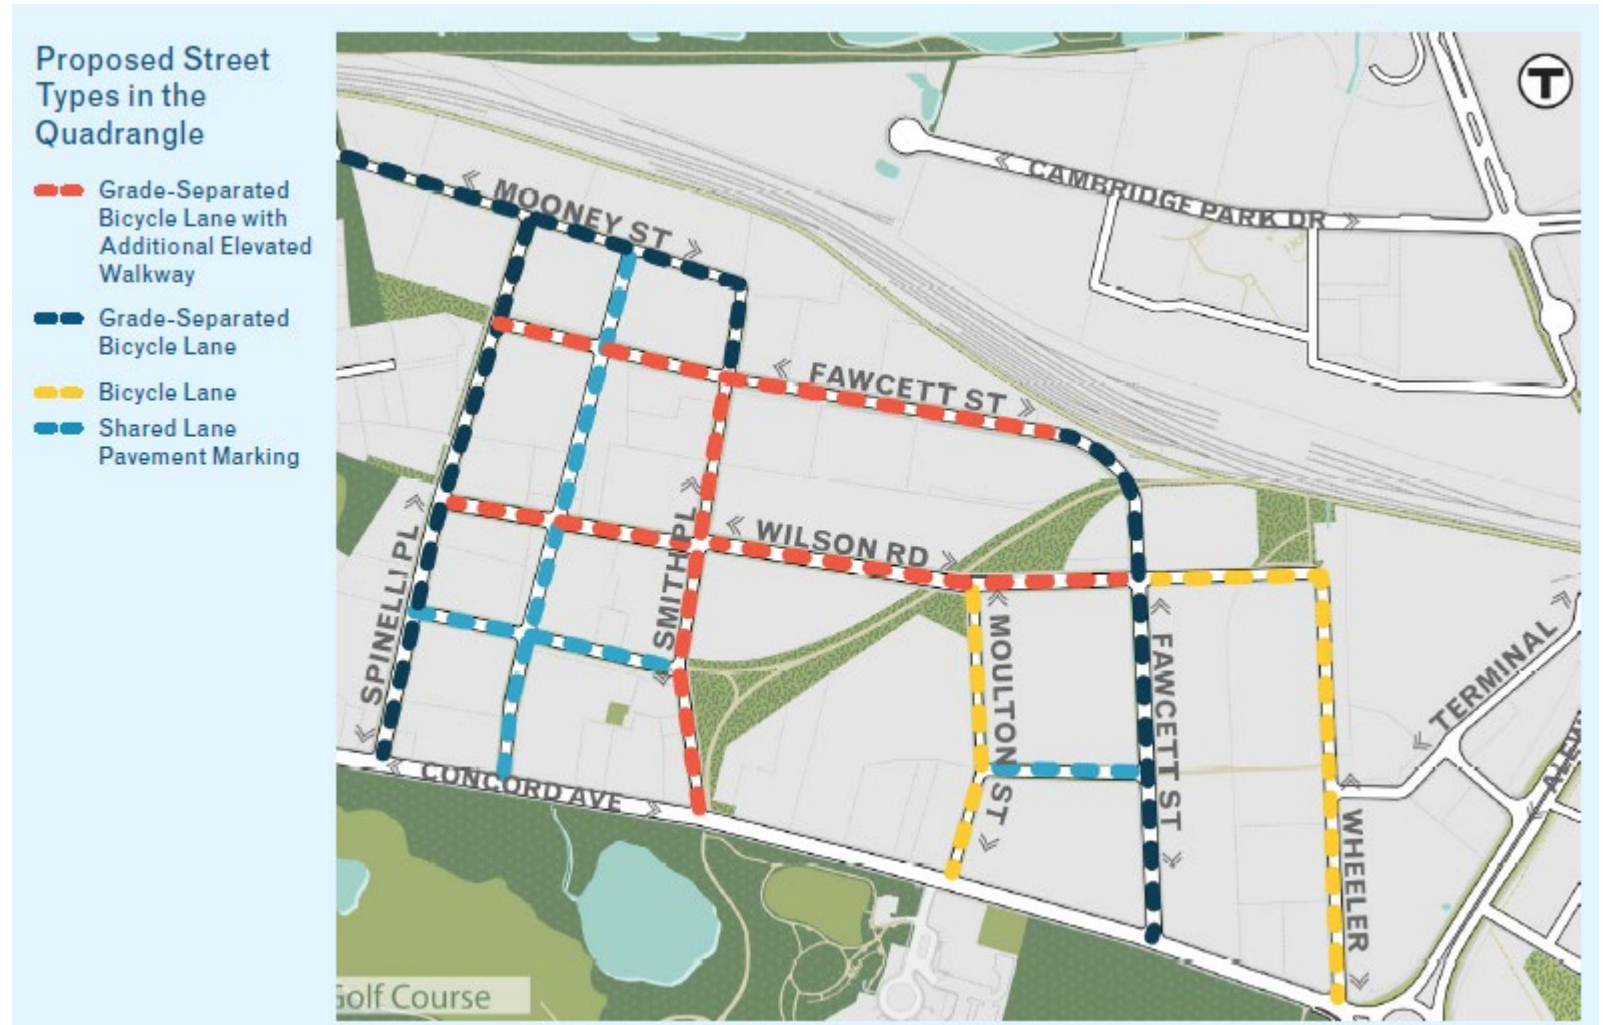 Proposed Street
Types in the
Quadrangle
Grade-Separated
Bicycle Lane with
Additional Elevated
Walkway
Grade-Separated
Bicycle Lane
Bicycle Lane
Shared Lane
Pavement Marking
T
CAMBRIDGE PARK DR
MOONEY ST
FAWCETT ST
WILSON RD
SPINELLI PL
SMITH PL
MOULTON ST
FAWCETT ST
TERMINAL
WHEELER
CONCORD AVE
Golf Course